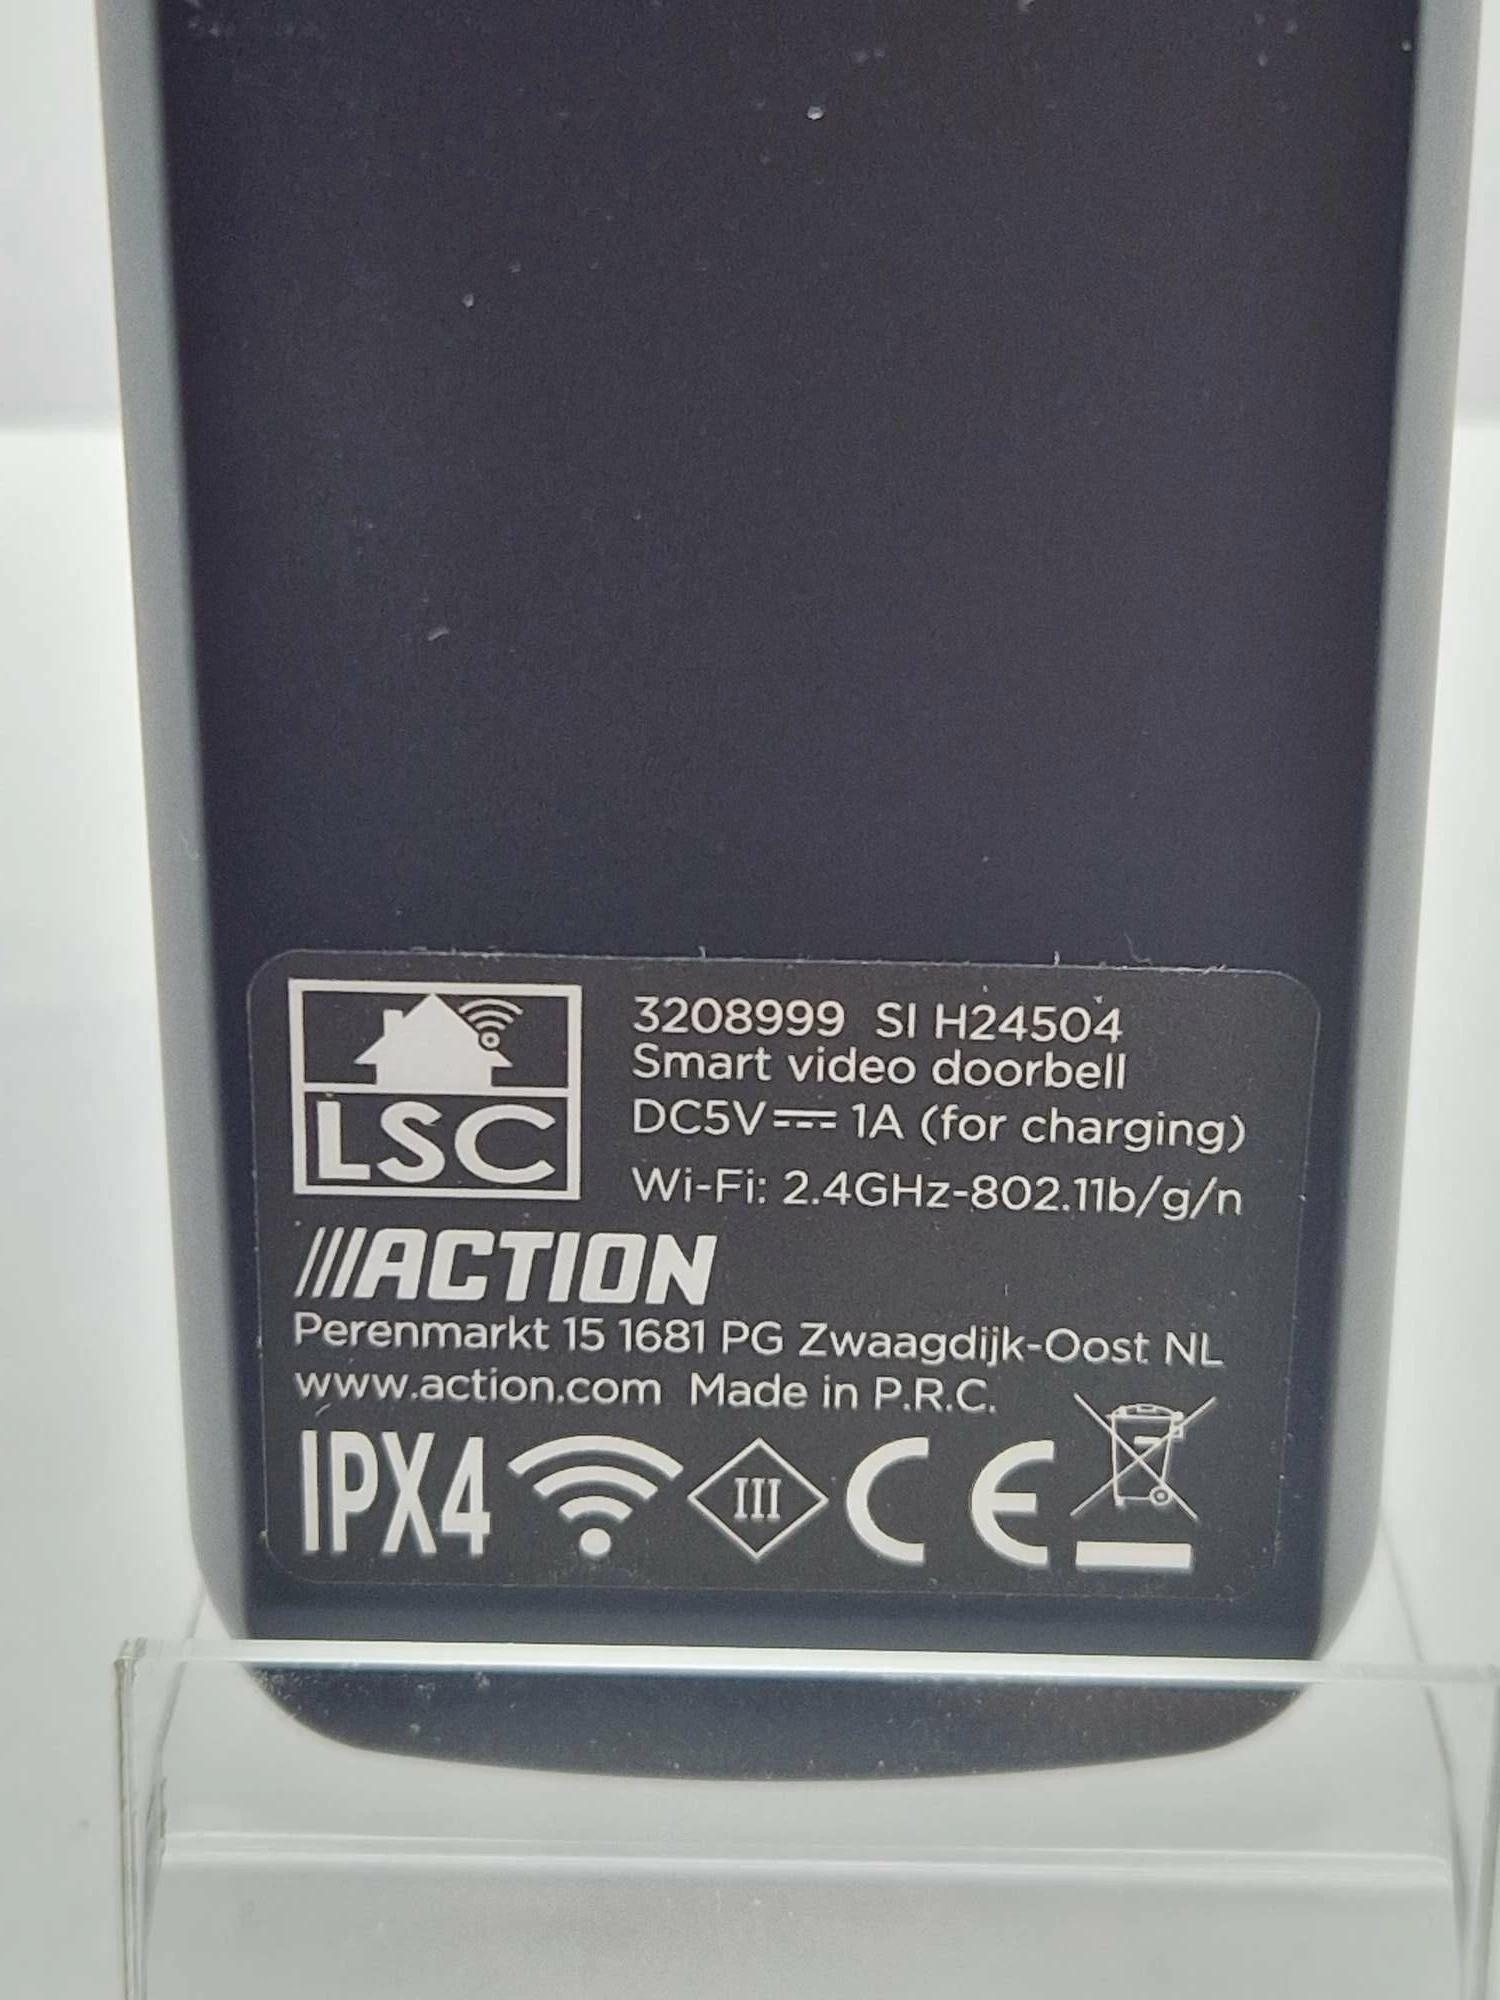 LSC
3208999 SI H24504
Smart video doorbell
DC5V⎓1A (for charging)
Wi-Fi: 2.4GHz-802.11b/g/n
///ACTION
Perenmarkt 15 1681 PG Zwaagdijk-Oost NL
www.action.com Made in P.R.C.
IPX4 III CE